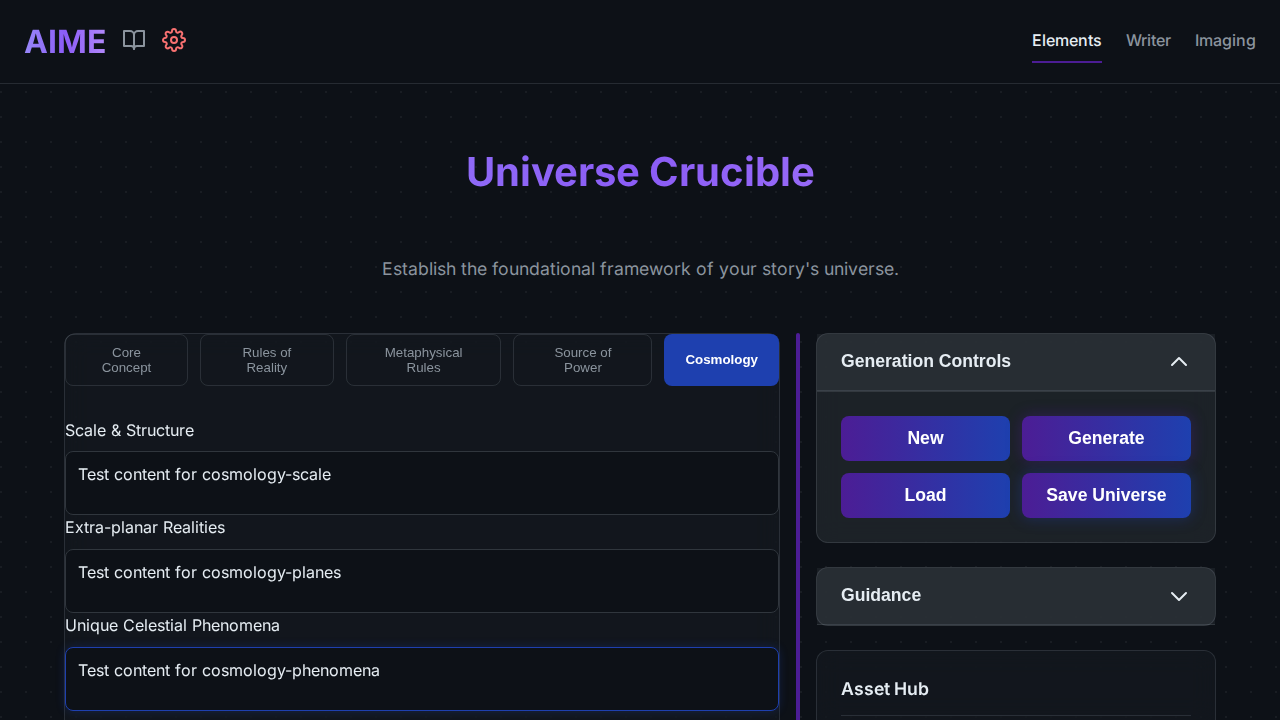 AIME
Elements
Writer
Imaging
Universe Crucible
Establish the foundational framework of your story's universe.
Core
Concept
Rules of
Reality
Metaphysical
Rules
Source of
Power
Cosmology
Scale & Structure
Test content for cosmology-scale
Extra-planar Realities
Test content for cosmology-planes
Unique Celestial Phenomena
Test content for cosmology-phenomena
Generation Controls
New
Generate
Load
Save Universe
Guidance
Asset Hub